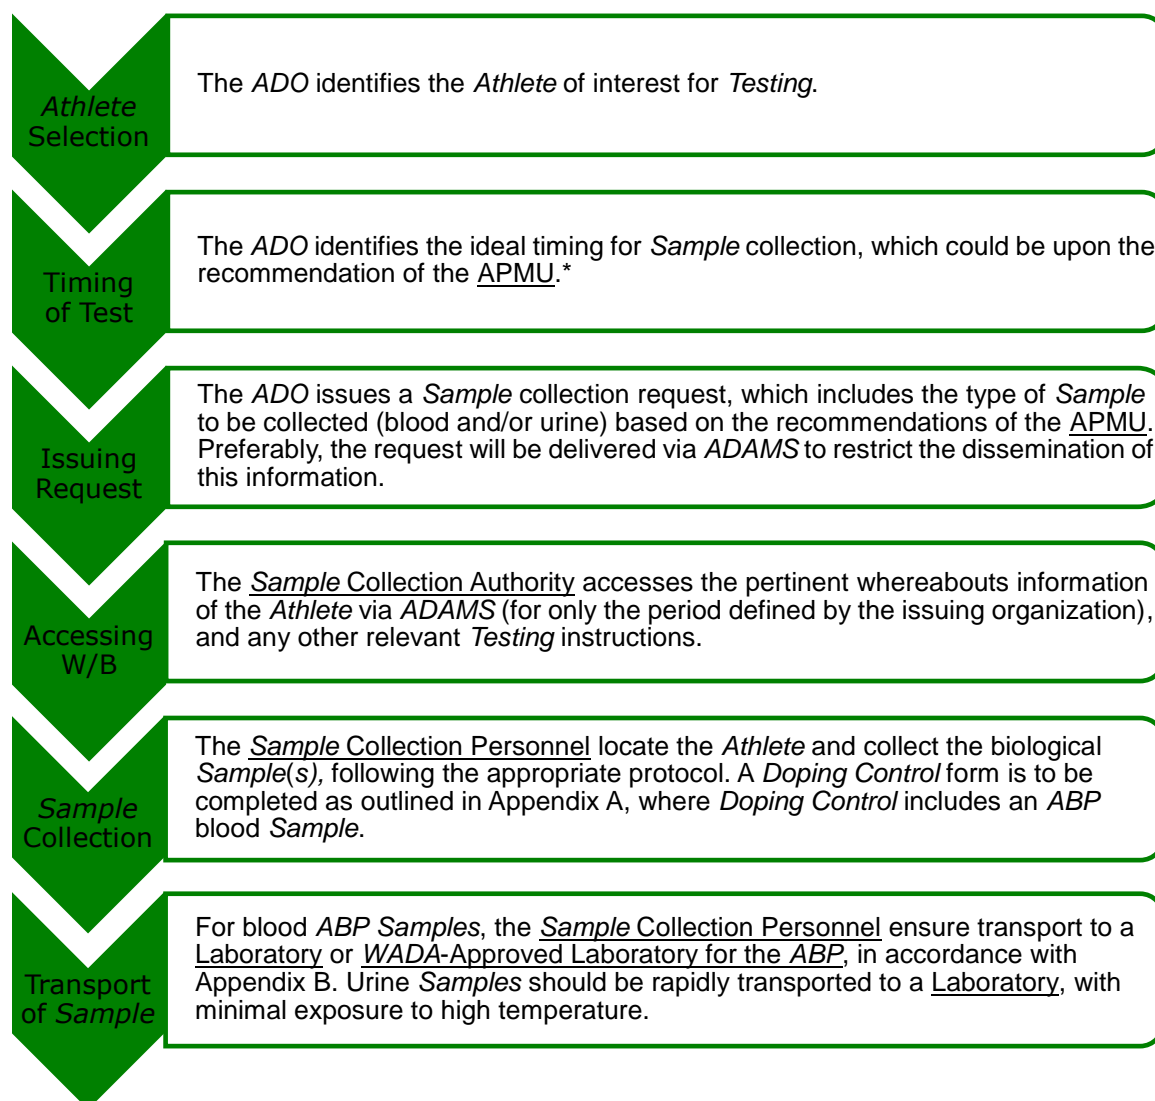 Athlete
Selection
The ADO identifies the Athlete of interest for Testing.
Timing
of Test
The ADO identifies the ideal timing for Sample collection, which could be upon the
recommendation of the APMU.*
Issuing
Request
The ADO issues a Sample collection request, which includes the type of Sample
to be collected (blood and/or urine) based on the recommendations of the APMU.
Preferably, the request will be delivered via ADAMS to restrict the dissemination of
this information.
Accessing
W/B
The Sample Collection Authority accesses the pertinent whereabouts information
of the Athlete via ADAMS (for only the period defined by the issuing organization),
and any other relevant Testing instructions.
Sample
Collection
The Sample Collection Personnel locate the Athlete and collect the biological
Sample(s), following the appropriate protocol. A Doping Control form is to be
completed as outlined in Appendix A, where Doping Control includes an ABP
blood Sample.
Transport
of Sample
For blood ABP Samples, the Sample Collection Personnel ensure transport to a
Laboratory or WADA-Approved Laboratory for the ABP, in accordance with
Appendix B. Urine Samples should be rapidly transported to a Laboratory, with
minimal exposure to high temperature.